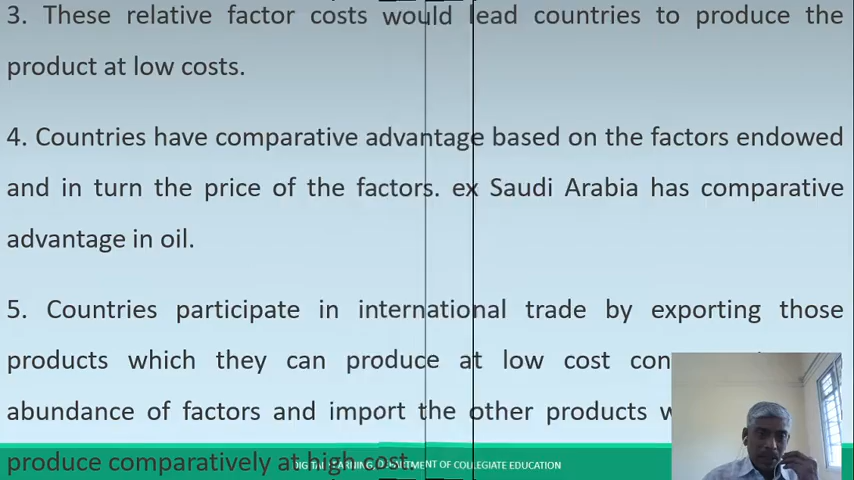 3. These relative factor costs would lead countries to produce the
product at low costs.
4. Countries have comparative advantage based on the factors endowed
and in turn the price of the factors. ex Saudi Arabia has comparative
advantage in oil.
5. Countries participate in international trade by exporting those
products which they can produce at low cost
abundance of factors and import the other products
produce comparatively at high cost.
DIGITAL LEARNING, DEPARTMENT OF COLLEGIATE EDUCATION